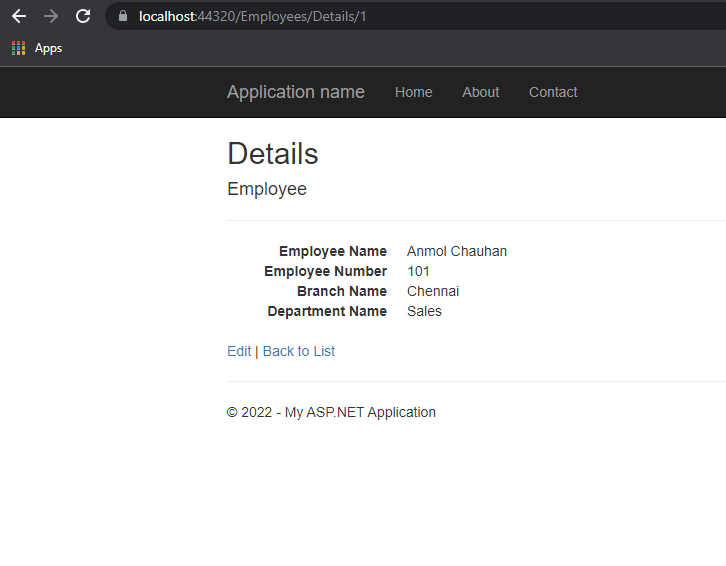 localhost:44320/Employees/Details/1
Apps
Application name Home About Contact
Details
Employee
Employee Name Anmol Chauhan
Employee Number 101
Branch Name Chennai
Department Name Sales
Edit | Back to List
© 2022 - My ASP.NET Application